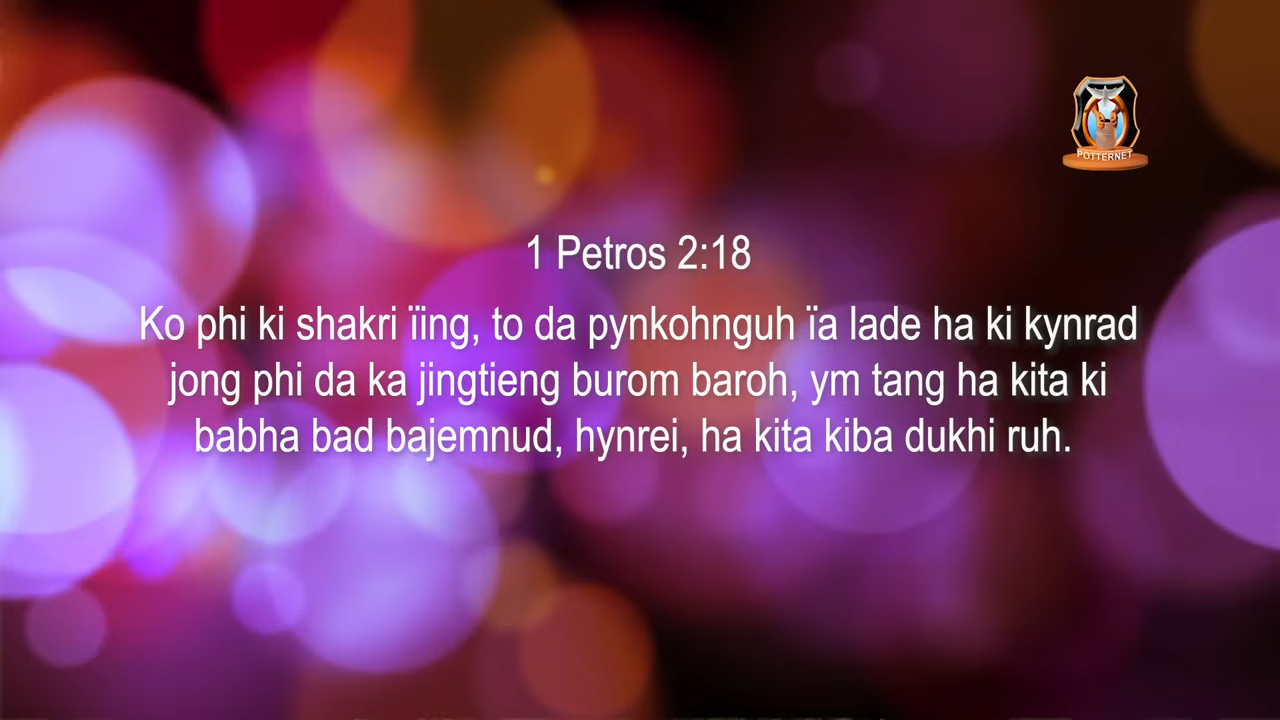 POTTERNET
1 Petros 2:18
Ko phi ki shakri ïing, to da pynkohnguh ïa lade ha ki kynrad
jong phi da ka jingtieng burom baroh, ym tang ha kita ki
babha bad bajemnud, hynrei, ha kita kiba dukhi ruh.